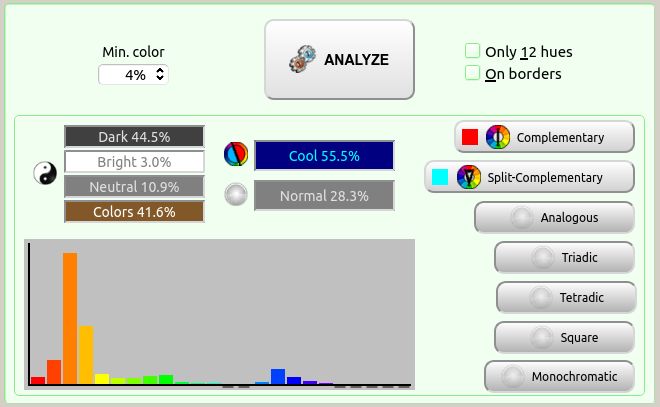 Min. color
4%
ANALYZE
Only 12 hues
On borders
Dark 44.5%
Bright 3.0%
Neutral 10.9%
Colors 41.6%
Cool 55.5%
Normal 28.3%
Complementary
Split-Complementary
Analogous
Triadic
Tetradic
Square
Monochromatic